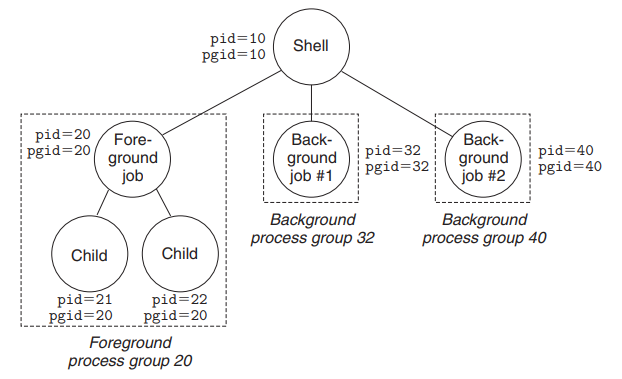 pid=10
pgid=10
Shell
pid=20
pgid=20
Fore-
ground
job
Back-
ground
job #1
pid=32
pgid=32
Back-
ground
job #2
pid=40
pgid=40
Background
process group 32
Background
process group 40
Child
Child
pid=21
pgid=20
pid=22
pgid=20
Foreground
process group 20